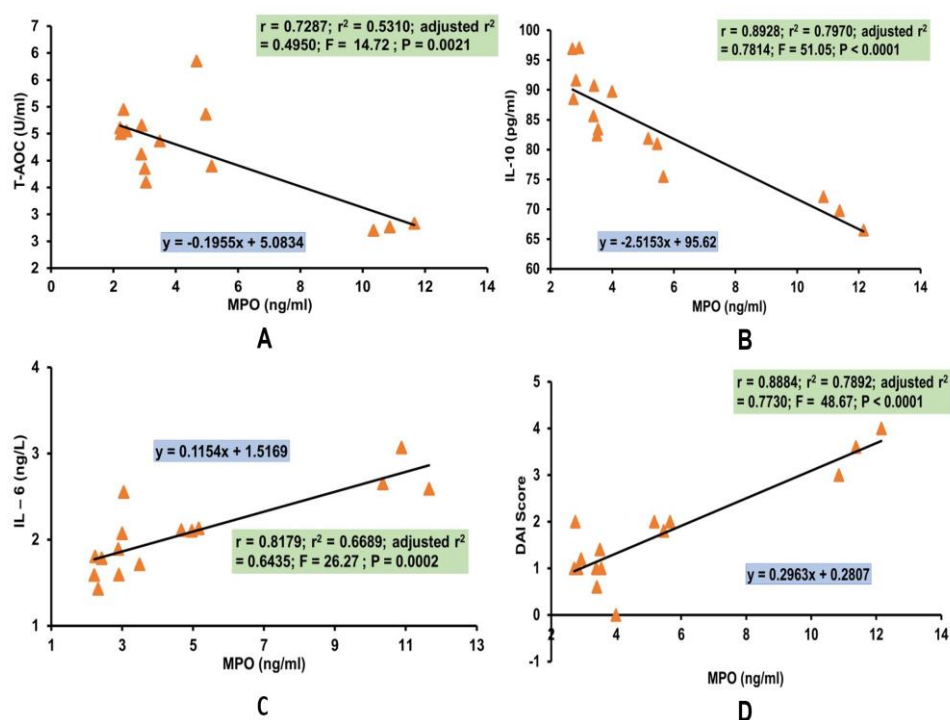 r = 0.7287; r² = 0.5310; adjusted r²
= 0.4950; F = 14.72 ; P = 0.0021
7
6
6
5
5
4
4
3
3
2
T-AOC (U/ml)
y = -0.1955x + 5.0834
0 2 4 6 8 10 12 14
MPO (ng/ml)
A
r = 0.8928; r² = 0.7970; adjusted r²
= 0.7814; F = 51.05; P < 0.0001
100
95
90
85
80
75
70
65
60
IL-10 (pg/ml)
y = -2.5153x + 95.62
2 4 6 8 10 12 14
MPO (ng/ml)
B
4
3
2
1
IL – 6 (ng/L)
y = 0.1154x + 1.5169
r = 0.8179; r² = 0.6689; adjusted r²
= 0.6435; F = 26.27 ; P = 0.0002
1 3 5 7 9 11 13
MPO (ng/ml)
C
r = 0.8884; r² = 0.7892; adjusted r²
= 0.7730; F = 48.67; P < 0.0001
5
4
3
2
1
0
-1
DAI Score
y = 0.2963x + 0.2807
2 4 6 8 10 12 14
MPO (ng/ml)
D